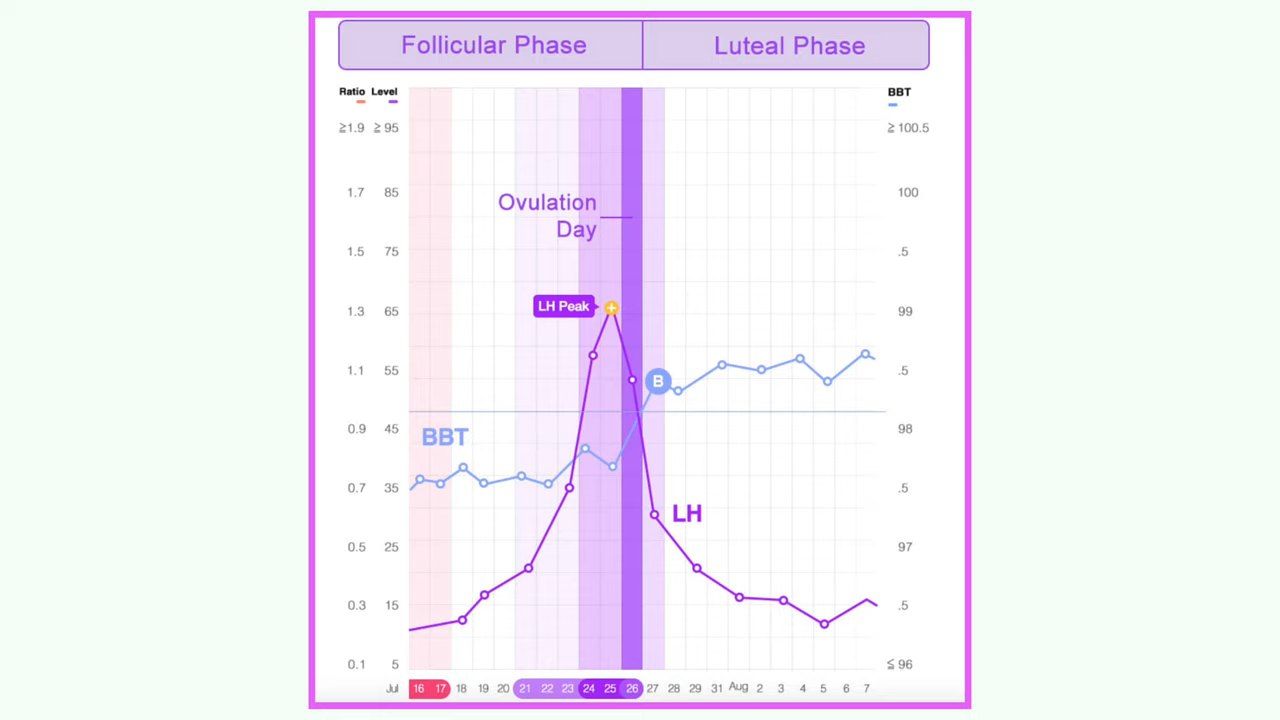 Follicular Phase Luteal Phase
Ratio Level BBT
≥1.9 ≥ 95 ≥ 100.5
1.7 85 100
Ovulation
Day
1.5 75 .5
LH Peak
1.3 65 99
1.1 55 .5
B
BBT
0.9 45 98
0.7 35 .5
LH
0.5 25 97
0.3 15 .5
0.1 5 ≤ 96
Jul 16 17 18 19 20 21 22 23 24 25 26 27 28 29 31 Aug 2 3 4 5 6 7